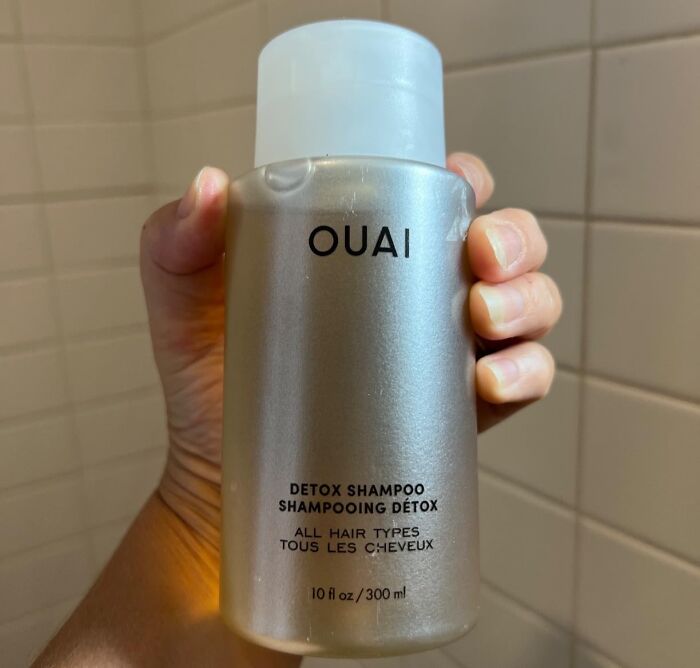 OUAI
DETOX SHAMPOO
SHAMPOOING DÉTOX
ALL HAIR TYPES
TOUS LES CHEVEUX
10 fl oz / 300 ml